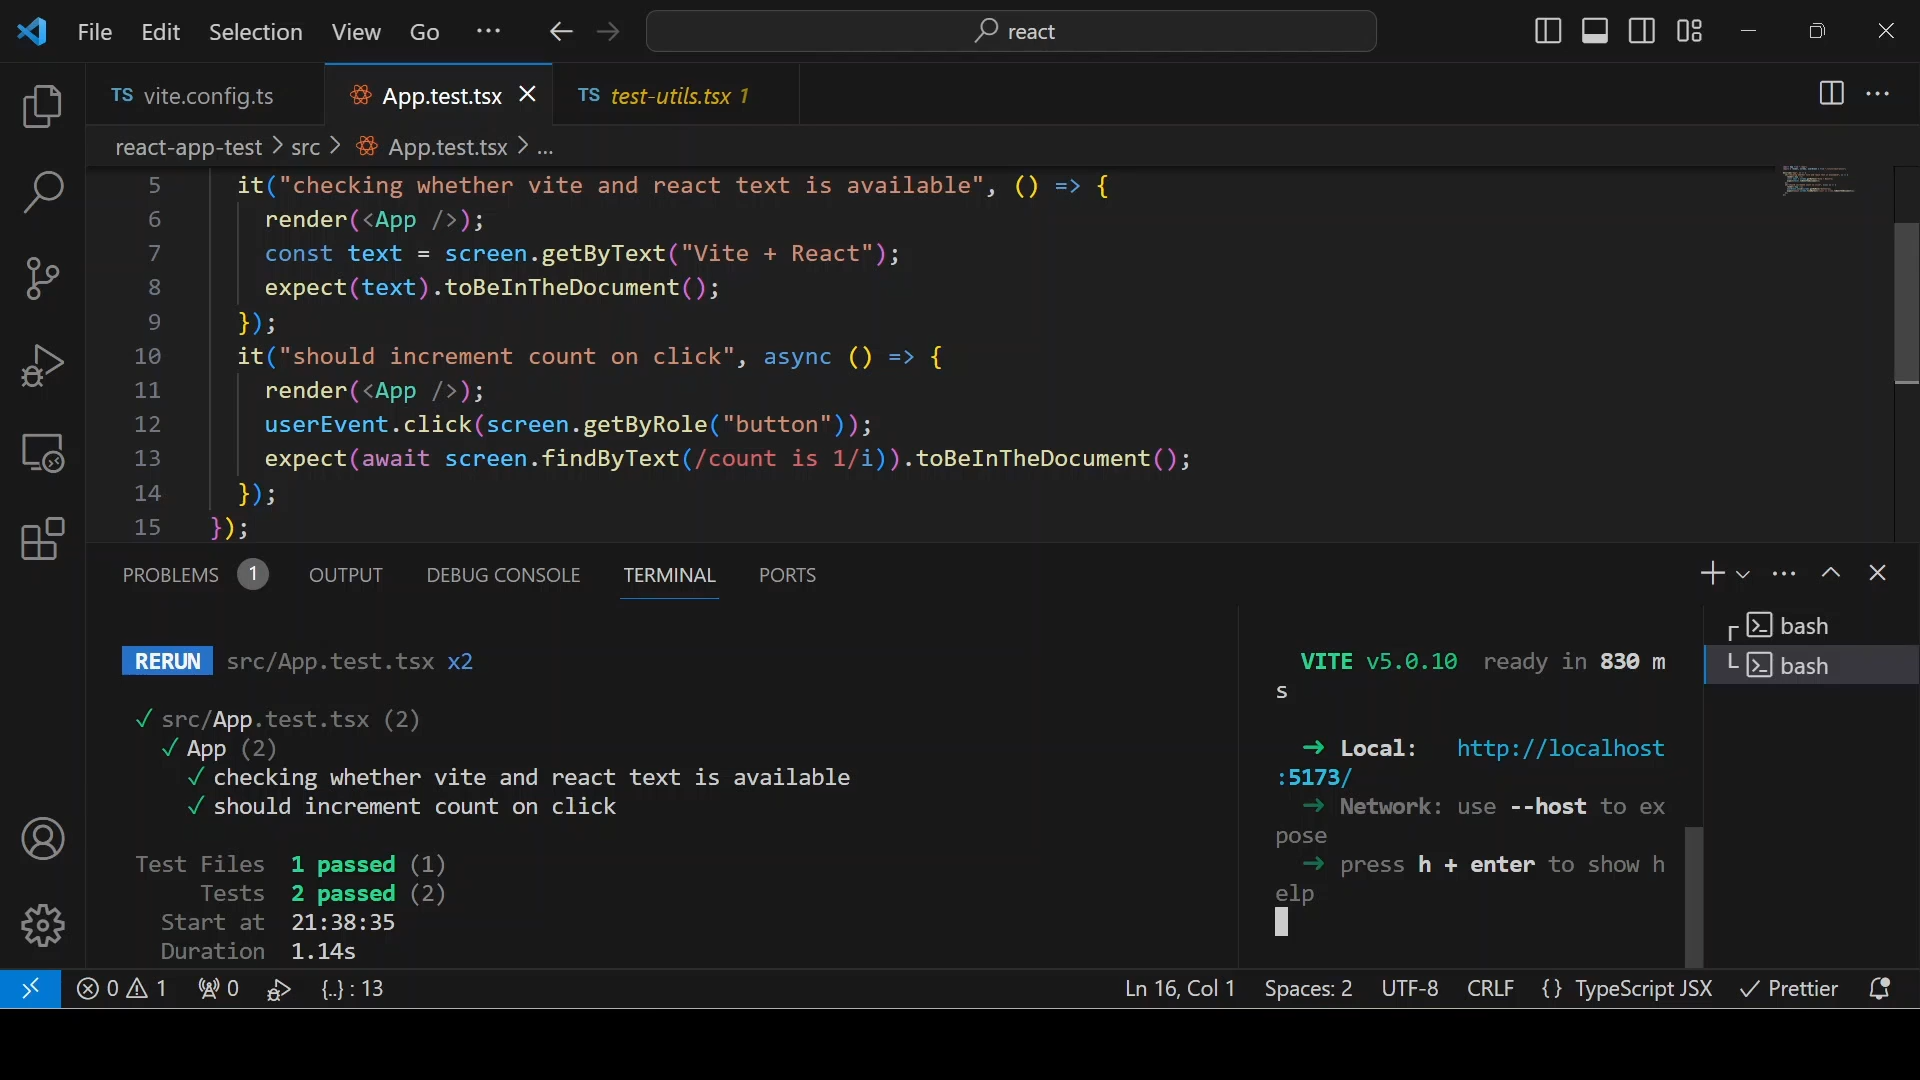 File Edit Selection View Go ··· react
TS vite.config.ts App.test.tsx TS test-utils.tsx 1
react-app-test > src > App.test.tsx > ...
5 it("checking whether vite and react text is available", () => {
6 render(<App />);
7 const text = screen.getByText("Vite + React");
8 expect(text).toBeInTheDocument();
9 });
10 it("should increment count on click", async () => {
11 render(<App />);
12 userEvent.click(screen.getByRole("button"));
13 expect(await screen.findByText(/count is 1/i)).toBeInTheDocument();
14 });
15 });
PROBLEMS 1 OUTPUT DEBUG CONSOLE TERMINAL PORTS
RERUN src/App.test.tsx x2
✓ src/App.test.tsx (2)
✓ App (2)
✓ checking whether vite and react text is available
✓ should increment count on click
Test Files 1 passed (1)
Tests 2 passed (2)
Start at 21:38:35
Duration 1.14s
VITE v5.0.10 ready in 830 m
s
➜ Local: http://localhost
:5173/
➜ Network: use --host to ex
pose
➜ press h + enter to show h
elp
bash
bash
0 1 0 {..} : 13 Ln 16, Col 1 Spaces: 2 UTF-8 CRLF {} TypeScript JSX ✓ Prettier